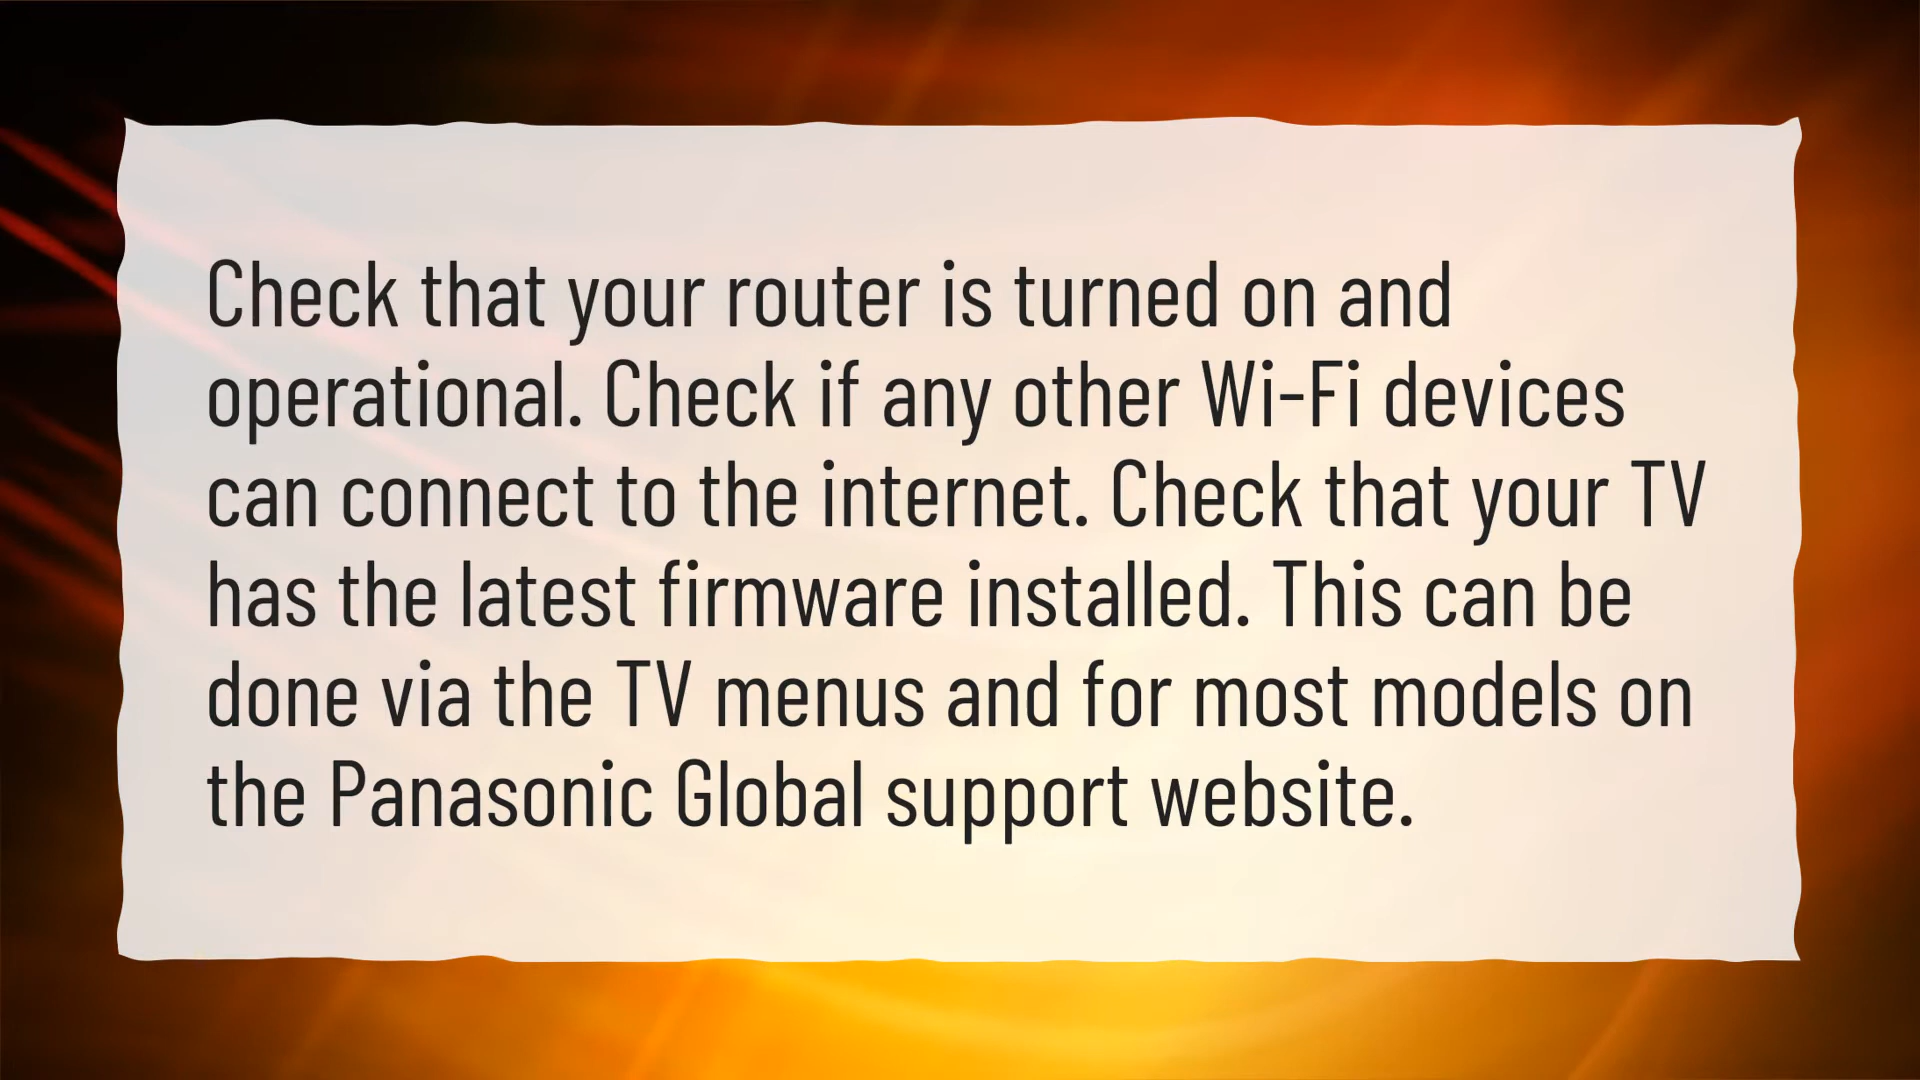 Check that your router is turned on and
operational. Check if any other Wi-Fi devices
can connect to the internet. Check that your TV
has the latest firmware installed. This can be
done via the TV menus and for most models on
the Panasonic Global support website.